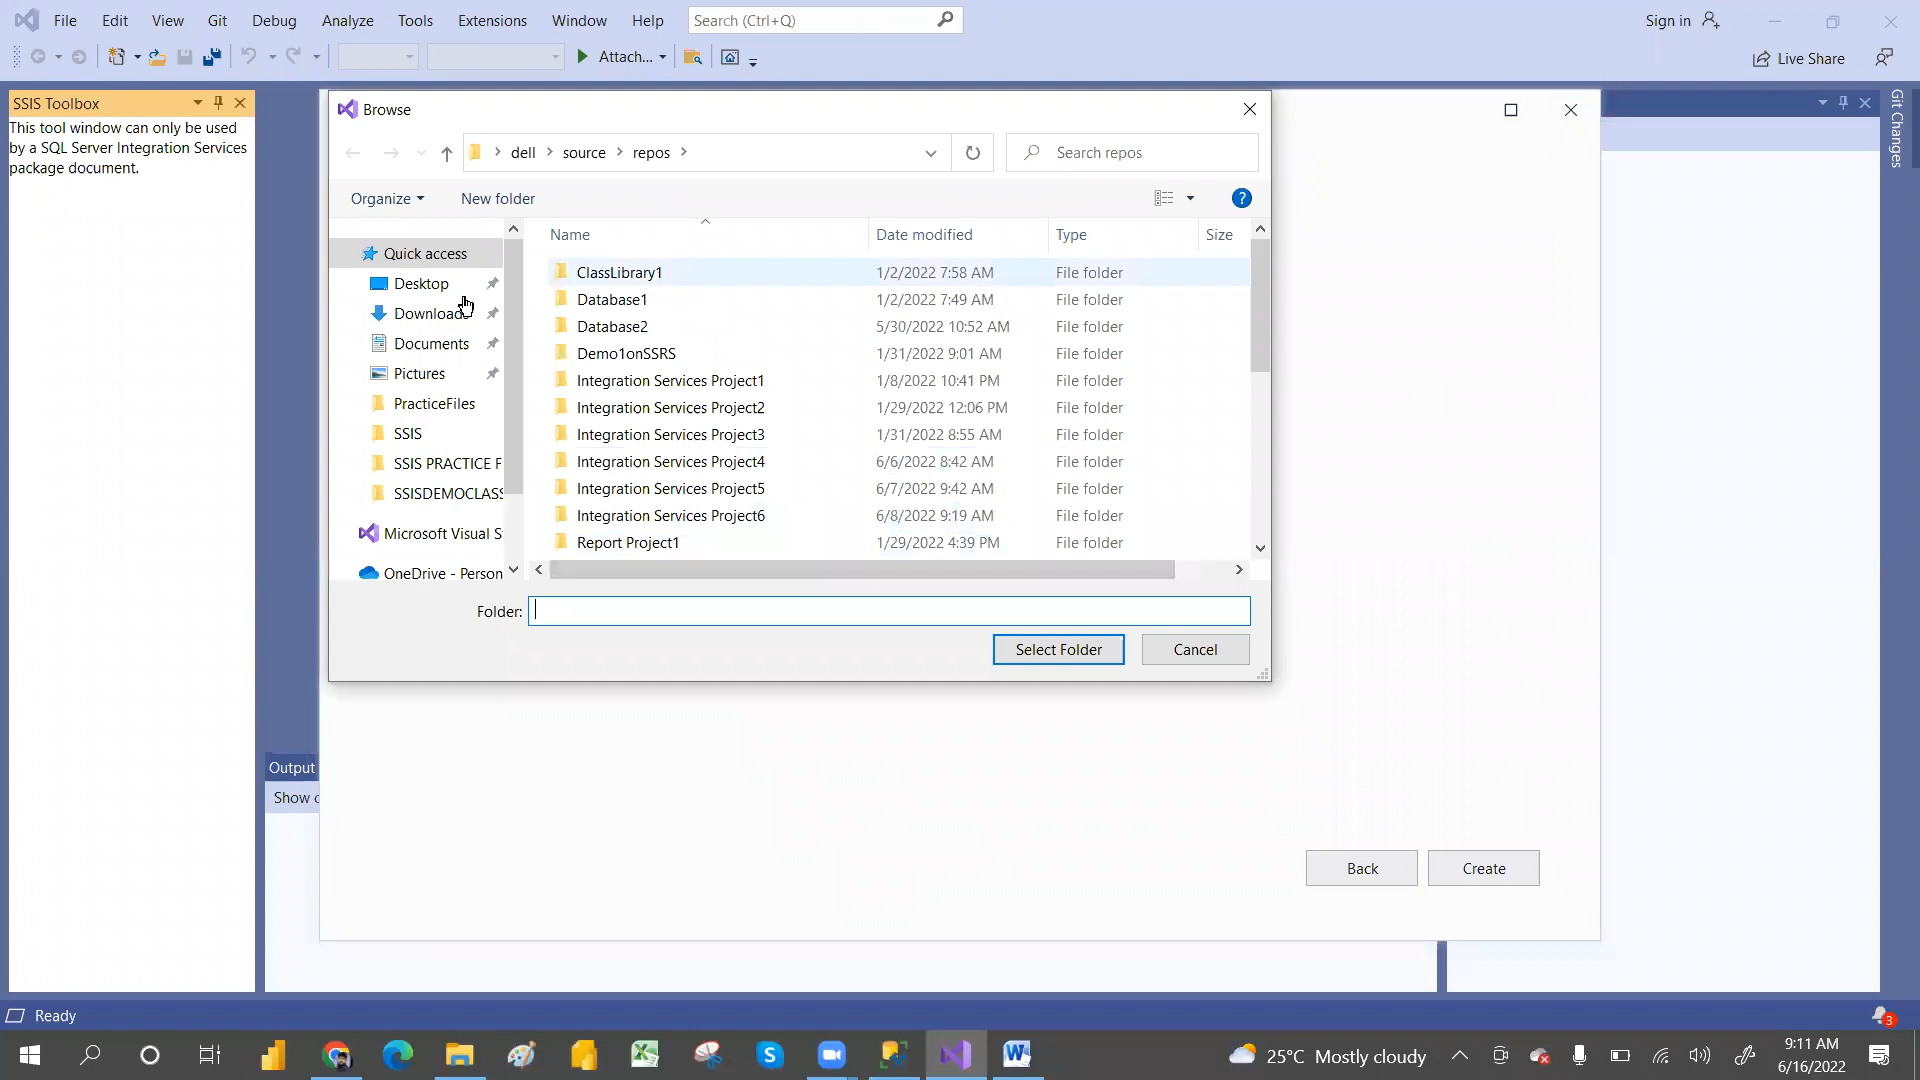 File Edit View Git Debug Analyze Tools Extensions Window Help Search (Ctrl+Q) Sign in
Attach... Live Share
SSIS Toolbox
This tool window can only be used
by a SQL Server Integration Services
package document.
Git Changes
Browse
dell source repos Search repos
Organize New folder
Name Date modified Type Size
Quick access
Desktop
Downloads
Documents
Pictures
PracticeFiles
SSIS
SSIS PRACTICE F
SSISDEMOCLASS
Microsoft Visual S
OneDrive - Person
ClassLibrary1 1/2/2022 7:58 AM File folder
Database1 1/2/2022 7:49 AM File folder
Database2 5/30/2022 10:52 AM File folder
Demo1onSSRS 1/31/2022 9:01 AM File folder
Integration Services Project1 1/8/2022 10:41 PM File folder
Integration Services Project2 1/29/2022 12:06 PM File folder
Integration Services Project3 1/31/2022 8:55 AM File folder
Integration Services Project4 6/6/2022 8:42 AM File folder
Integration Services Project5 6/7/2022 9:42 AM File folder
Integration Services Project6 6/8/2022 9:19 AM File folder
Report Project1 1/29/2022 4:39 PM File folder
Folder:
Select Folder Cancel
Output
Show o
Back Create
Ready
3
25°C Mostly cloudy
9:11 AM
6/16/2022